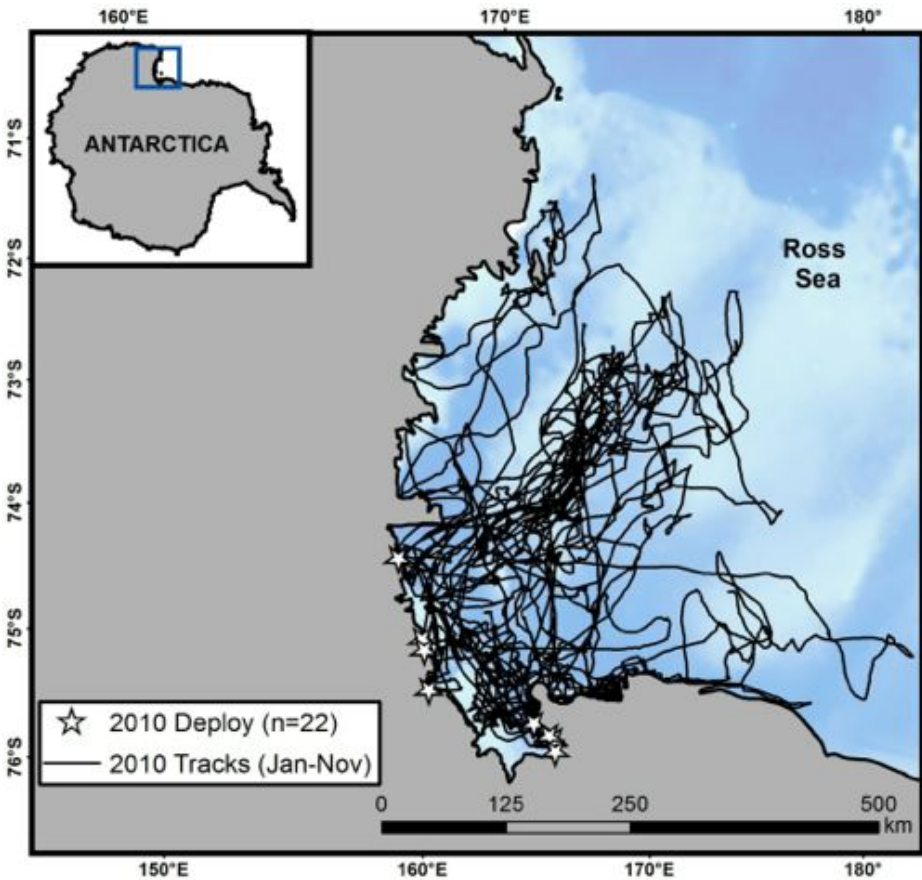 160°E 170°E 180°
ANTARCTICA
71°S
72°S
73°S
74°S
75°S
76°S
Ross
Sea
2010 Deploy (n=22)
2010 Tracks (Jan-Nov)
0 125 250 500
km
150°E 160°E 170°E 180°